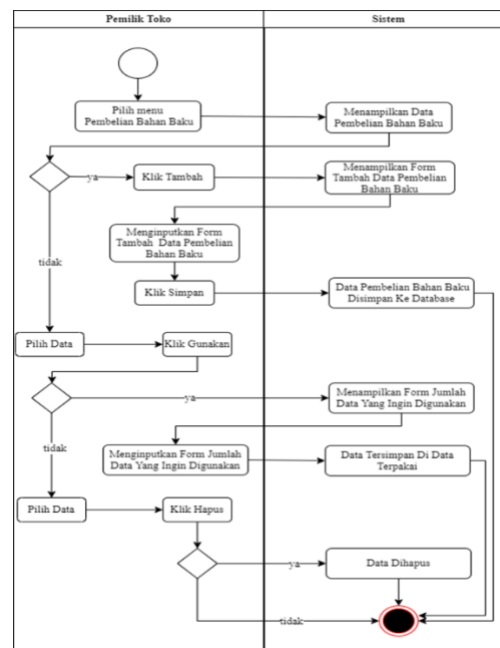 Pemilik Toko
Sistem
Pilih menu
Pembelian Bahan Baku
Menampilkan Data
Pembelian Bahan Baku
ya
Klik Tambah
Menampilkan Form
Tambah Data Pembelian
Bahan Baku
Menginputkan Form
Tambah Data Pembelian
Bahan Baku
tidak
Klik Simpan
Data Pembelian Bahan Baku
Disimpan Ke Database
Pilih Data
Klik Gunakan
ya
Menampilkan Form Jumlah
Data Yang Ingin Digunakan
tidak
Menginputkan Form Jumlah
Data Yang Ingin Digunakan
Data Tersimpan Di Data
Terpakai
Pilih Data
Klik Hapus
ya
Data Dihapus
tidak